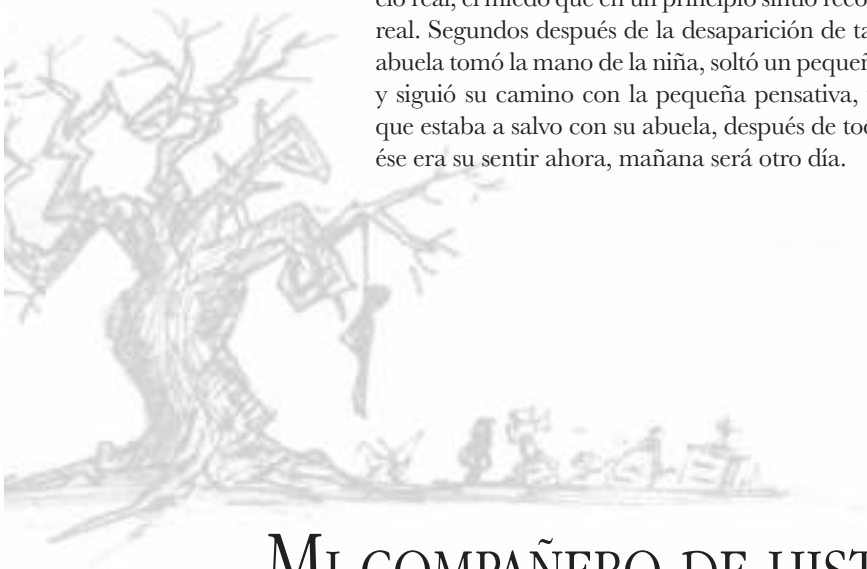 real, el miedo que en un principio sintió
real. Segundos después de la desaparición de
abuela tomó la mano de la niña, soltó un
y siguió su camino con la pequeña pensativa,
que estaba a salvo con su abuela, después de
ése era su sentir ahora, mañana será otro día.
MI COMPAÑERO DE